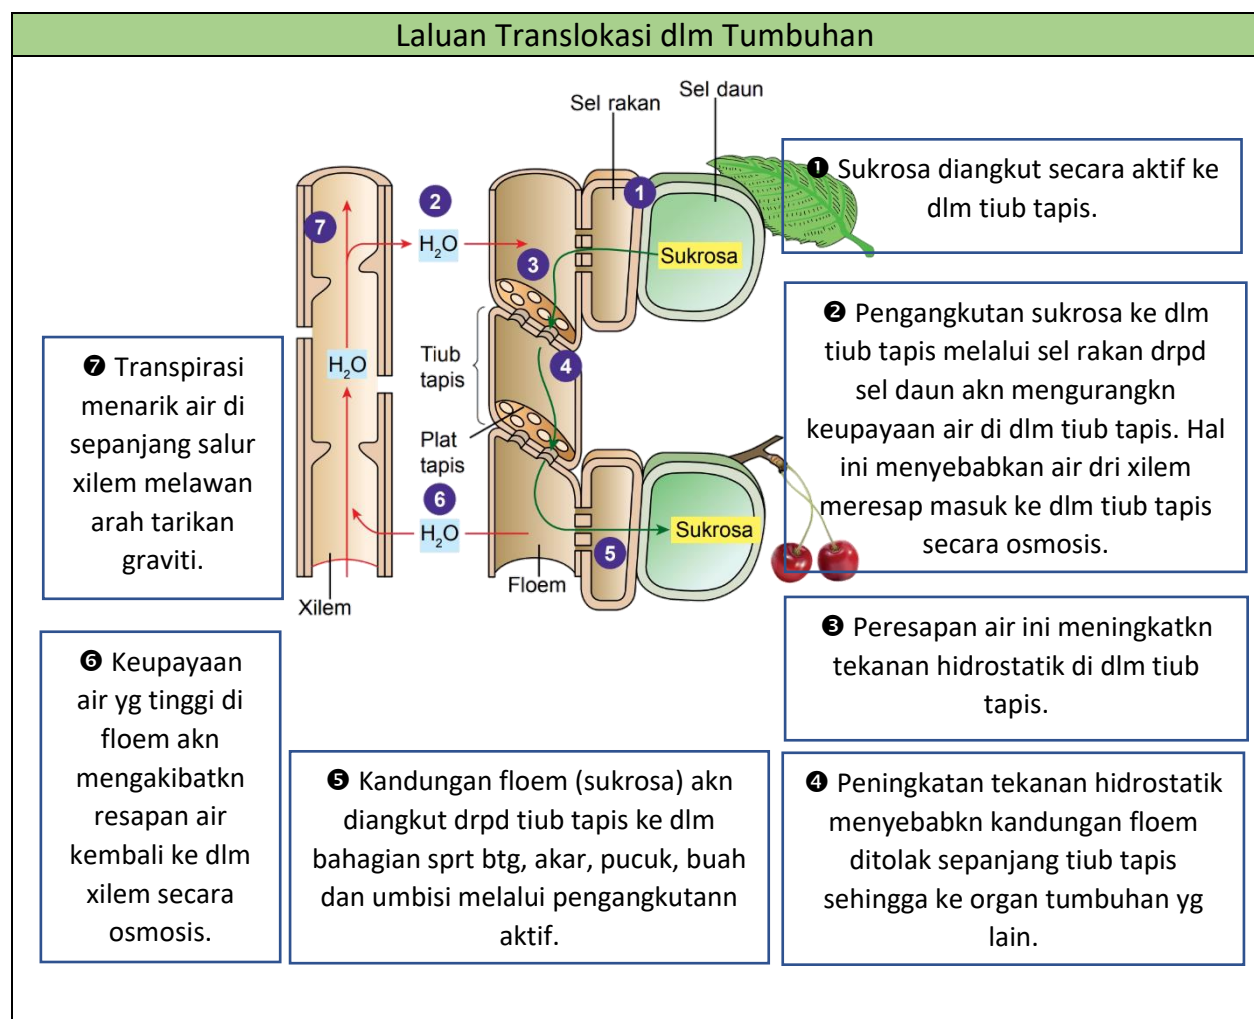 Laluan Translokasi dlm Tumbuhan
Sel rakan
Sel daun
❶ Sukrosa diangkut secara aktif ke
dlm tiub tapis.
1
2
7
H₂O
3
Sukrosa
❷ Pengangkutan sukrosa ke dlm
tiub tapis melalui sel rakan drpd
sel daun akn mengurangkn
keupayaan air di dlm tiub tapis. Hal
ini menyebabkan air dri xilem
meresap masuk ke dlm tiub tapis
secara osmosis.
❼ Transpirasi
menarik air di
sepanjang salur
xilem melawan
arah tarikan
graviti.
H₂O
Tiub
tapis
4
Plat
tapis
6
H₂O
Sukrosa
5
Floem
Xilem
❸ Peresapan air ini meningkatkn
tekanan hidrostatik di dlm tiub
tapis.
❻ Keupayaan
air yg tinggi di
floem akn
mengakibatkn
resapan air
kembali ke dlm
xilem secara
osmosis.
❺ Kandungan floem (sukrosa) akn
diangkut drpd tiub tapis ke dlm
bahagian sprt btg, akar, pucuk, buah
dan umbisi melalui pengangkutann
aktif.
❹ Peningkatan tekanan hidrostatik
menyebabkn kandungan floem
ditolak sepanjang tiub tapis
sehingga ke organ tumbuhan yg
lain.